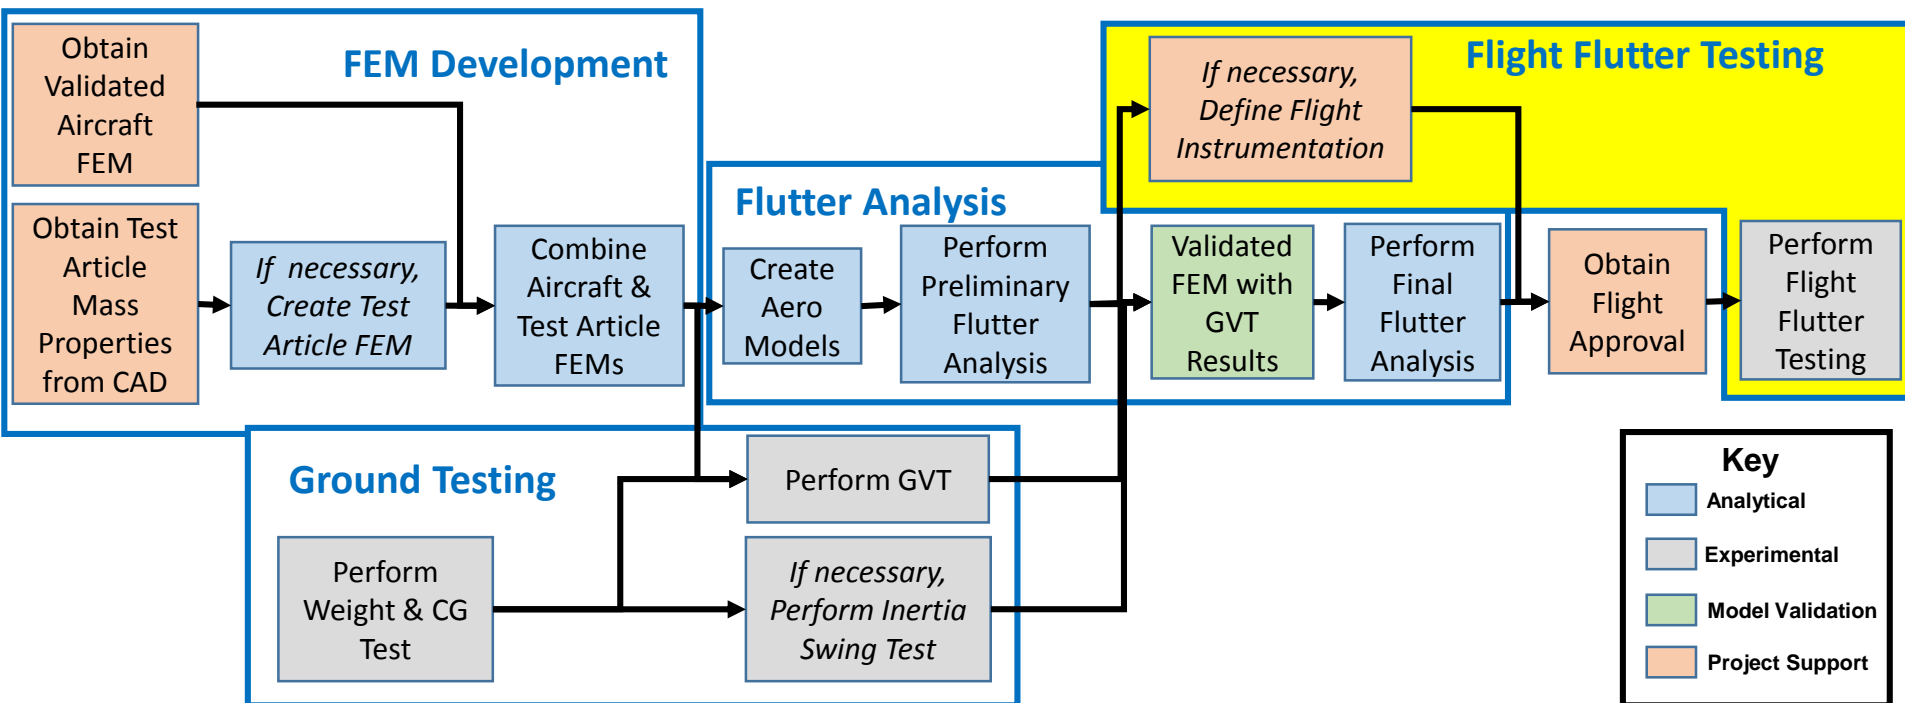 FEM Development
Obtain
Validated
Aircraft
FEM
Obtain Test
Article
Mass
Properties
from CAD
If necessary,
Create Test
Article FEM
Combine
Aircraft &
Test Article
FEMs
Flutter Analysis
Create
Aero
Models
Perform
Preliminary
Flutter
Analysis
Validated
FEM with
GVT
Results
Perform
Final
Flutter
Analysis
Flight Flutter Testing
If necessary,
Define Flight
Instrumentation
Obtain
Flight
Approval
Perform
Flight
Flutter
Testing
Ground Testing
Perform GVT
Perform
Weight & CG
Test
If necessary,
Perform Inertia
Swing Test
Key
Analytical
Experimental
Model Validation
Project Support